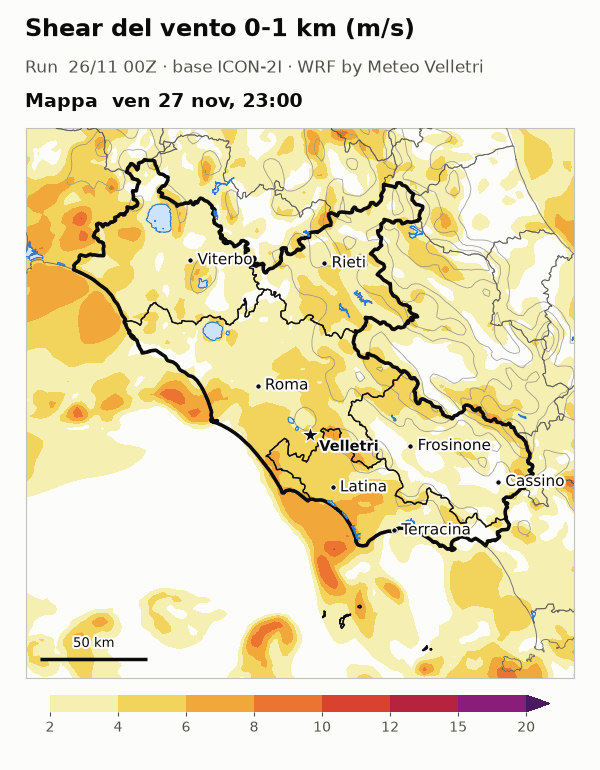 Shear del vento 0-1 km (m/s)
Run  26/11 00Z · base ICON-2I · WRF by Meteo Velletri
Mappa  ven 27 nov, 23:00
Viterbo
Rieti
Roma
Velletri
Frosinone
Latina
Cassino
Terracina
50 km
2 4 6 8 10 12 15 20